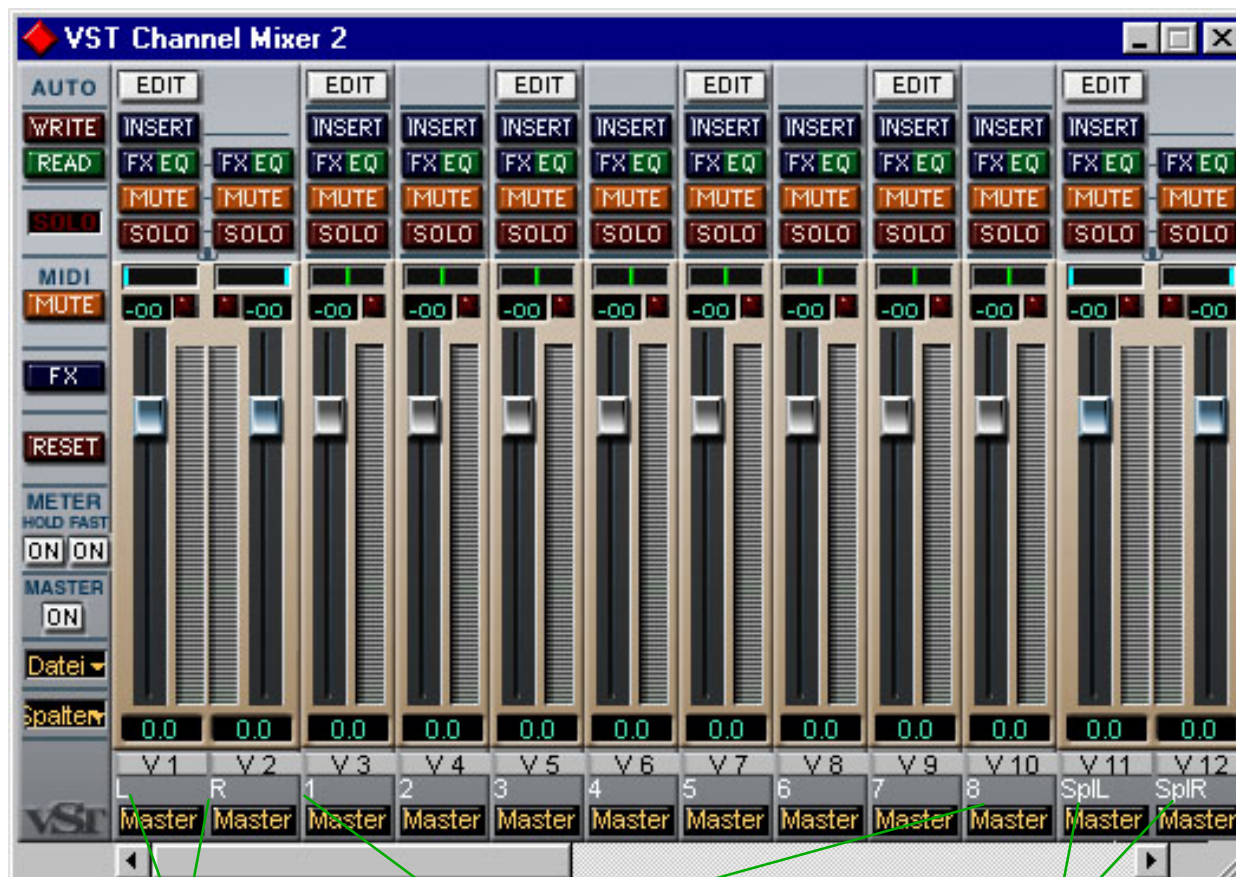 VST Channel Mixer 2
AUTO EDIT EDIT EDIT EDIT EDIT EDIT
WRITE INSERT INSERT INSERT INSERT INSERT INSERT INSERT INSERT INSERT INSERT
READ FX EQ FX EQ FX EQ FX EQ FX EQ FX EQ FX EQ FX EQ FX EQ FX EQ FX EQ FX EQ
MUTE MUTE MUTE MUTE MUTE MUTE MUTE MUTE MUTE MUTE MUTE MUTE
SOLO SOLO SOLO SOLO SOLO SOLO SOLO SOLO SOLO SOLO SOLO SOLO SOLO
MIDI
MUTE -00 -00 -00 -00 -00 -00 -00 -00 -00 -00 -00 -00
FX
RESET
METER
HOLD FAST
ON ON
MASTER
ON
Datei
Spalten
0.0 0.0 0.0 0.0 0.0 0.0 0.0 0.0 0.0 0.0 0.0 0.0
V 1 V 2 V 3 V 4 V 5 V 6 V 7 V 8 V 9 V 10 V 11 V 12
L R 1 2 3 4 5 6 7 8 SplL SplR
VST Master Master Master Master Master Master Master Master Master Master Master Master